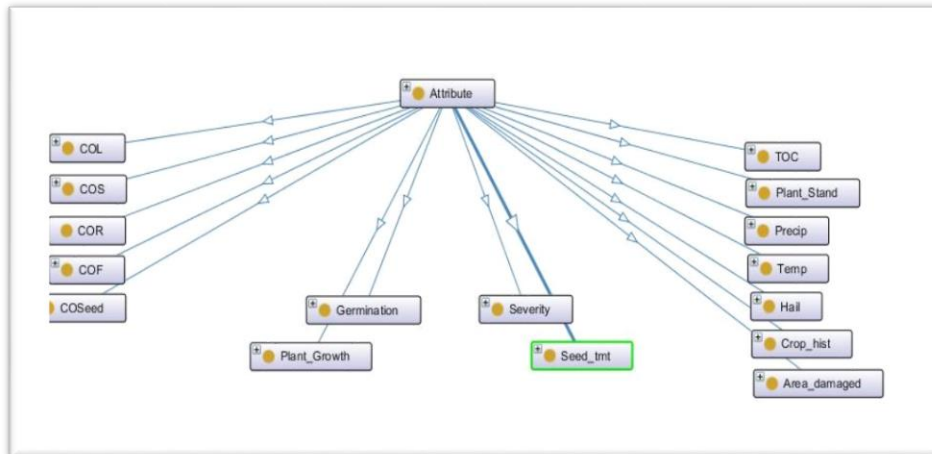 Attribute
COL
COS
COR
COF
COSeed
Germination
Plant_Growth
Severity
Seed_tmt
TOC
Plant_Stand
Precip
Temp
Hail
Crop_hist
Area_damaged